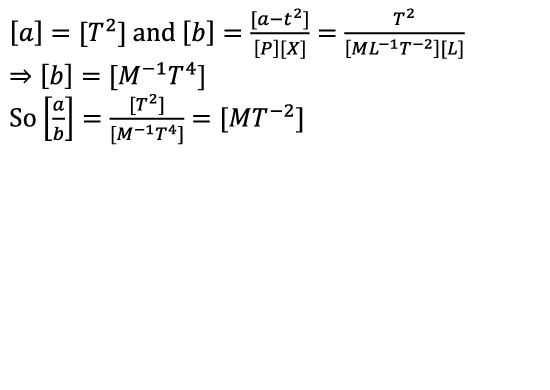 [a] = [T²] and [b] = [a−t²]/[P][X] = T²/[ML⁻¹T⁻²][L]
⇒ [b] = [M⁻¹T⁴]
So [a/b] = [T²]/[M⁻¹T⁴] = [MT⁻²]